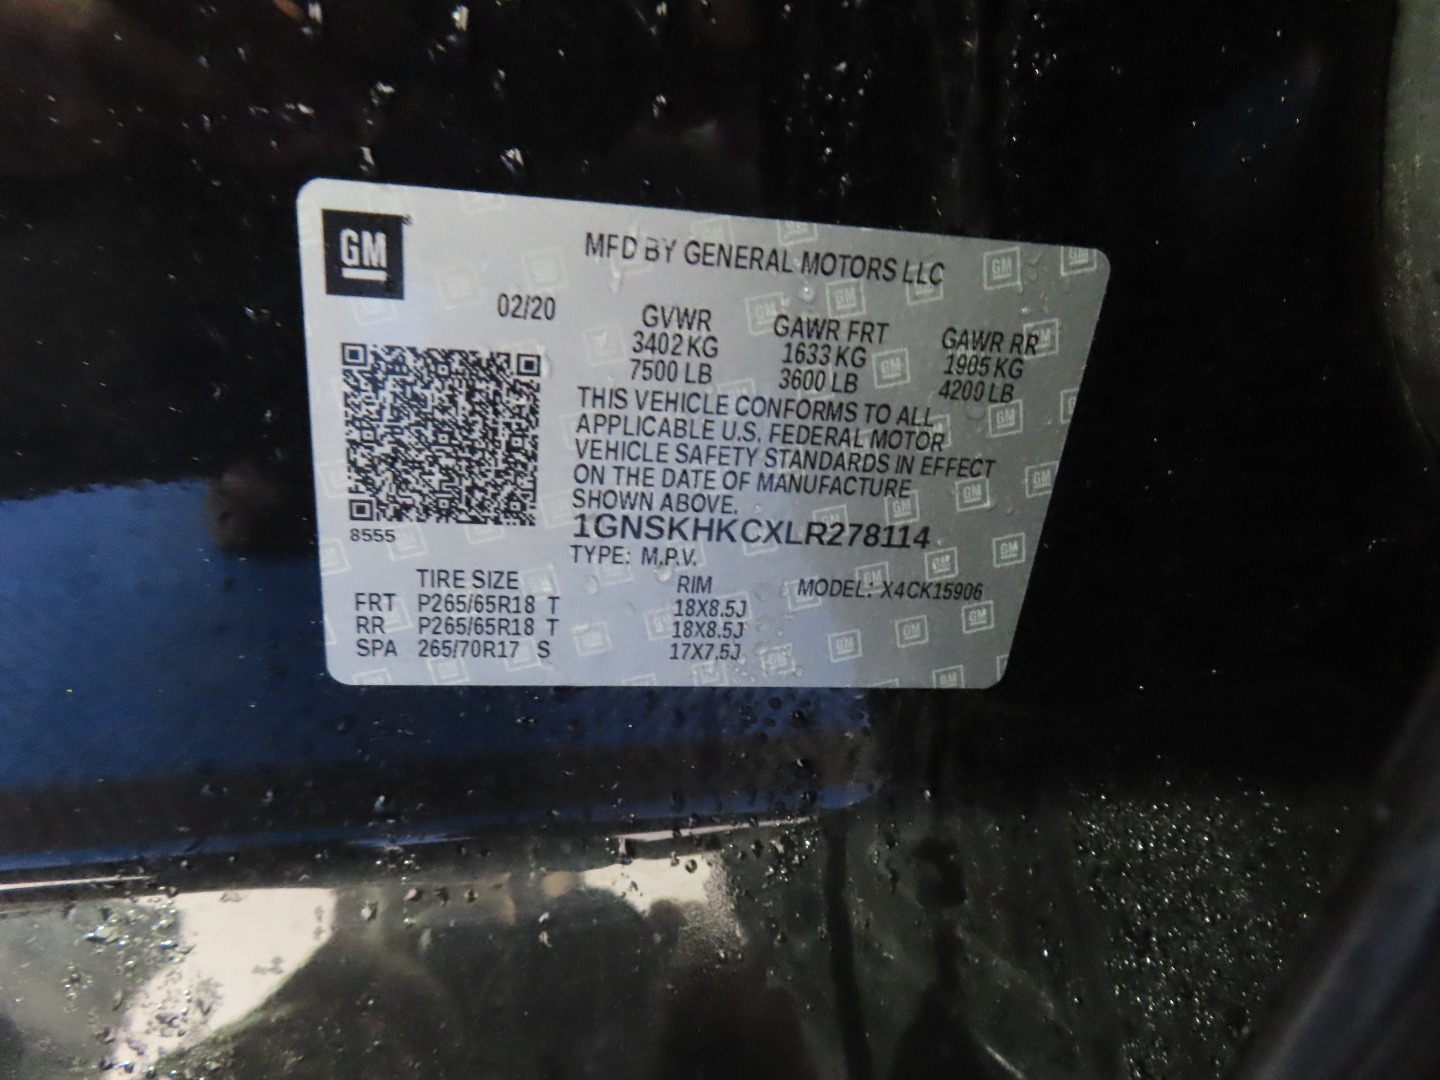 GM
MFD BY GENERAL MOTORS LLC
02/20
GVWR GAWR FRT GAWR RR
3402 KG 1633 KG 1905 KG
7500 LB 3600 LB 4200 LB
THIS VEHICLE CONFORMS TO ALL
APPLICABLE U.S. FEDERAL MOTOR
VEHICLE SAFETY STANDARDS IN EFFECT
ON THE DATE OF MANUFACTURE
SHOWN ABOVE.
8555
1GNSKHKCXLR278114
TYPE: M.P.V.
TIRE SIZE RIM MODEL: X4CK15906
FRT P265/65R18 T 18X8.5J
RR P265/65R18 T 18X8.5J
SPA 265/70R17 S 17X7.5J